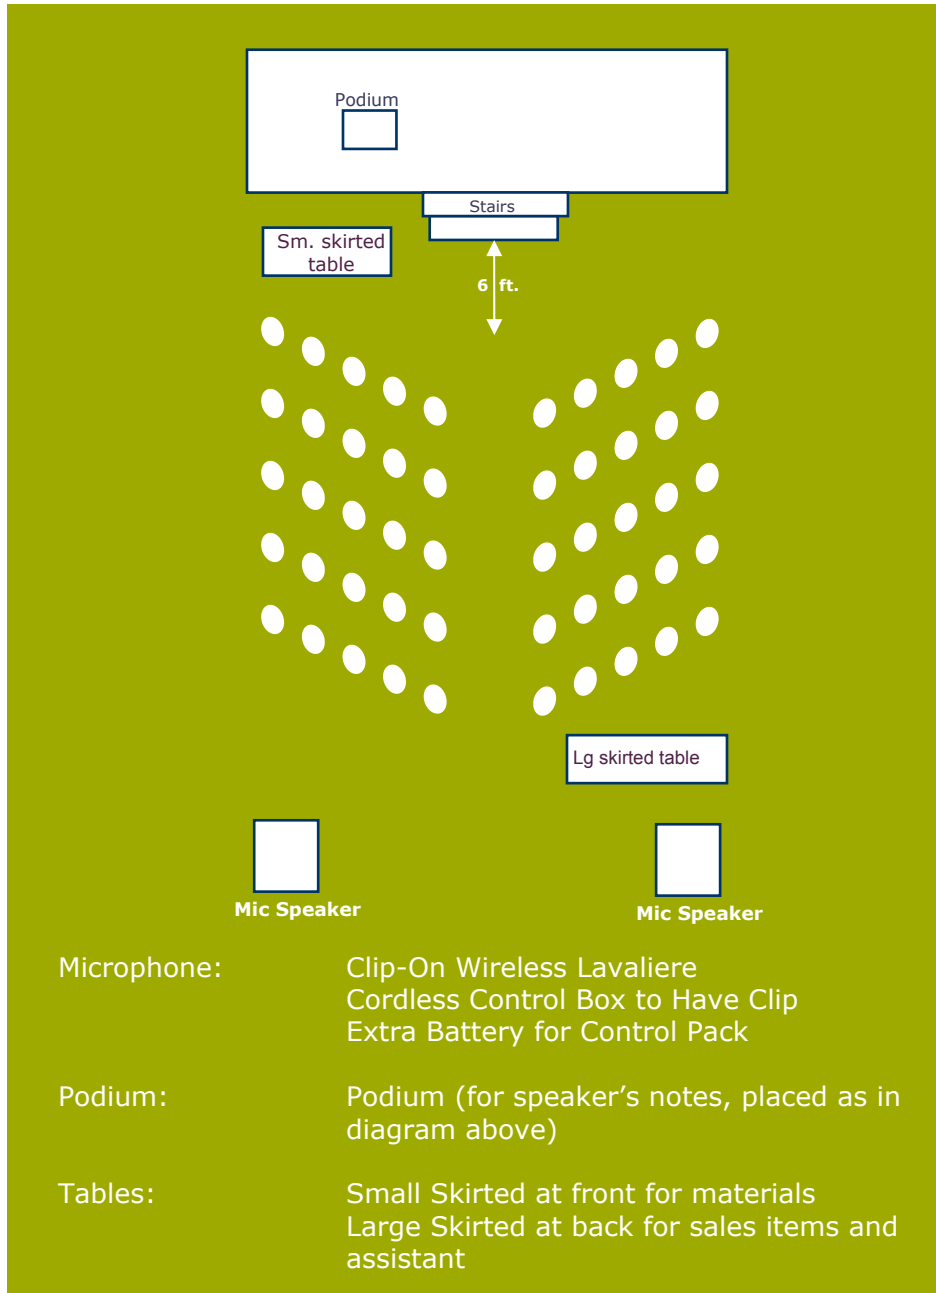 Podium
Stairs
Sm. skirted
table
6 ft.
Lg skirted table
Mic Speaker
Mic Speaker
Microphone: Clip-On Wireless Lavaliere
Cordless Control Box to Have Clip
Extra Battery for Control Pack
Podium: Podium (for speaker’s notes, placed as in
diagram above)
Tables: Small Skirted at front for materials
Large Skirted at back for sales items and
assistant